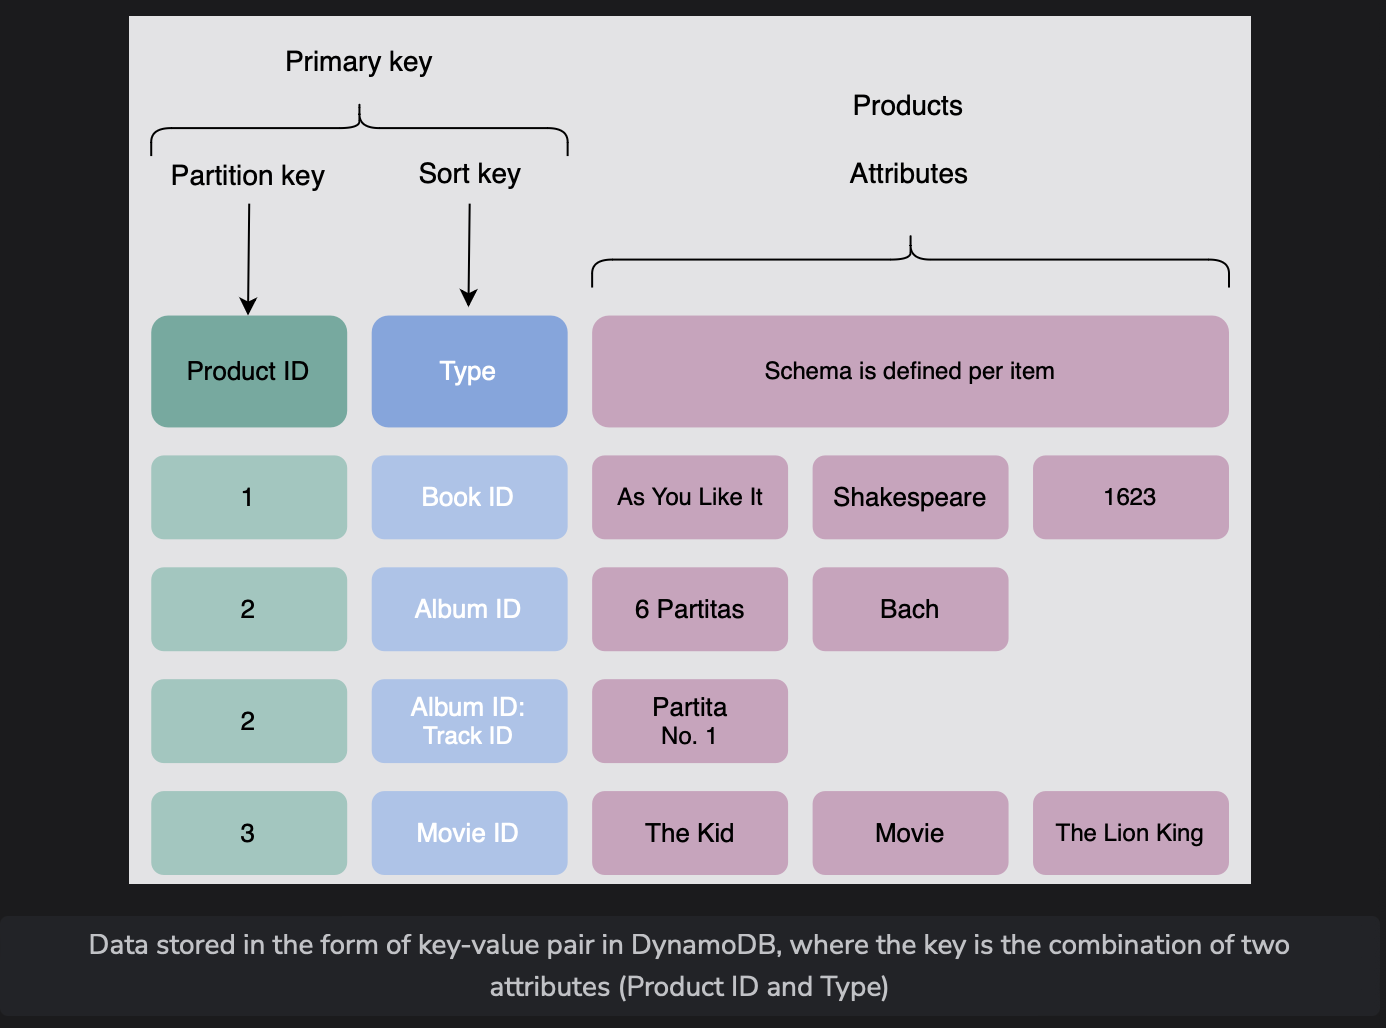 Primary key
Products
Partition key
Sort key
Attributes
Product ID
Type
Schema is defined per item
1
Book ID
As You Like It
Shakespeare
1623
2
Album ID
6 Partitas
Bach
2
Album ID:
Track ID
Partita
No. 1
3
Movie ID
The Kid
Movie
The Lion King
Data stored in the form of key-value pair in DynamoDB, where the key is the combination of two
attributes (Product ID and Type)